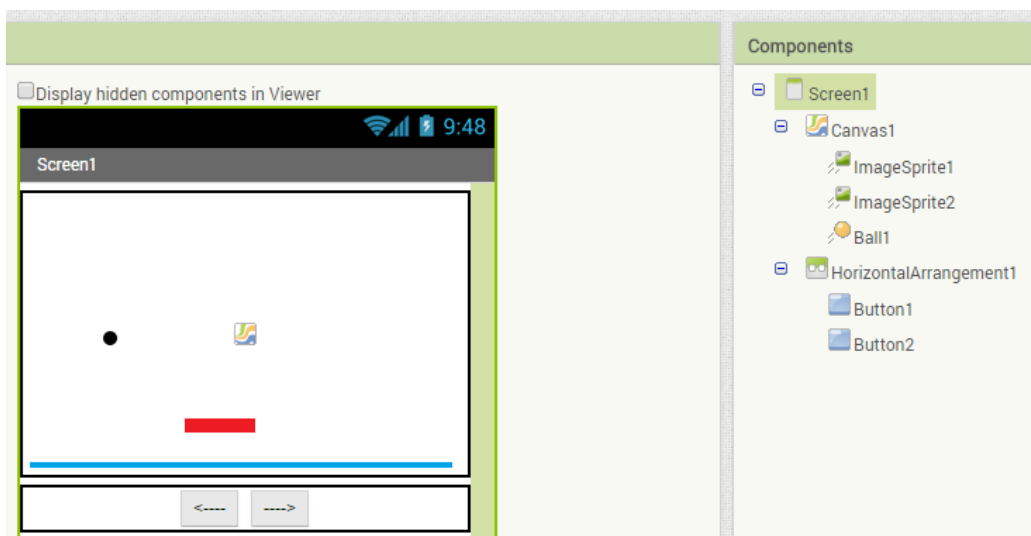 Components
Display hidden components in Viewer
9:48
Screen1
<----
---->
Screen1
Canvas1
ImageSprite1
ImageSprite2
Ball1
HorizontalArrangement1
Button1
Button2